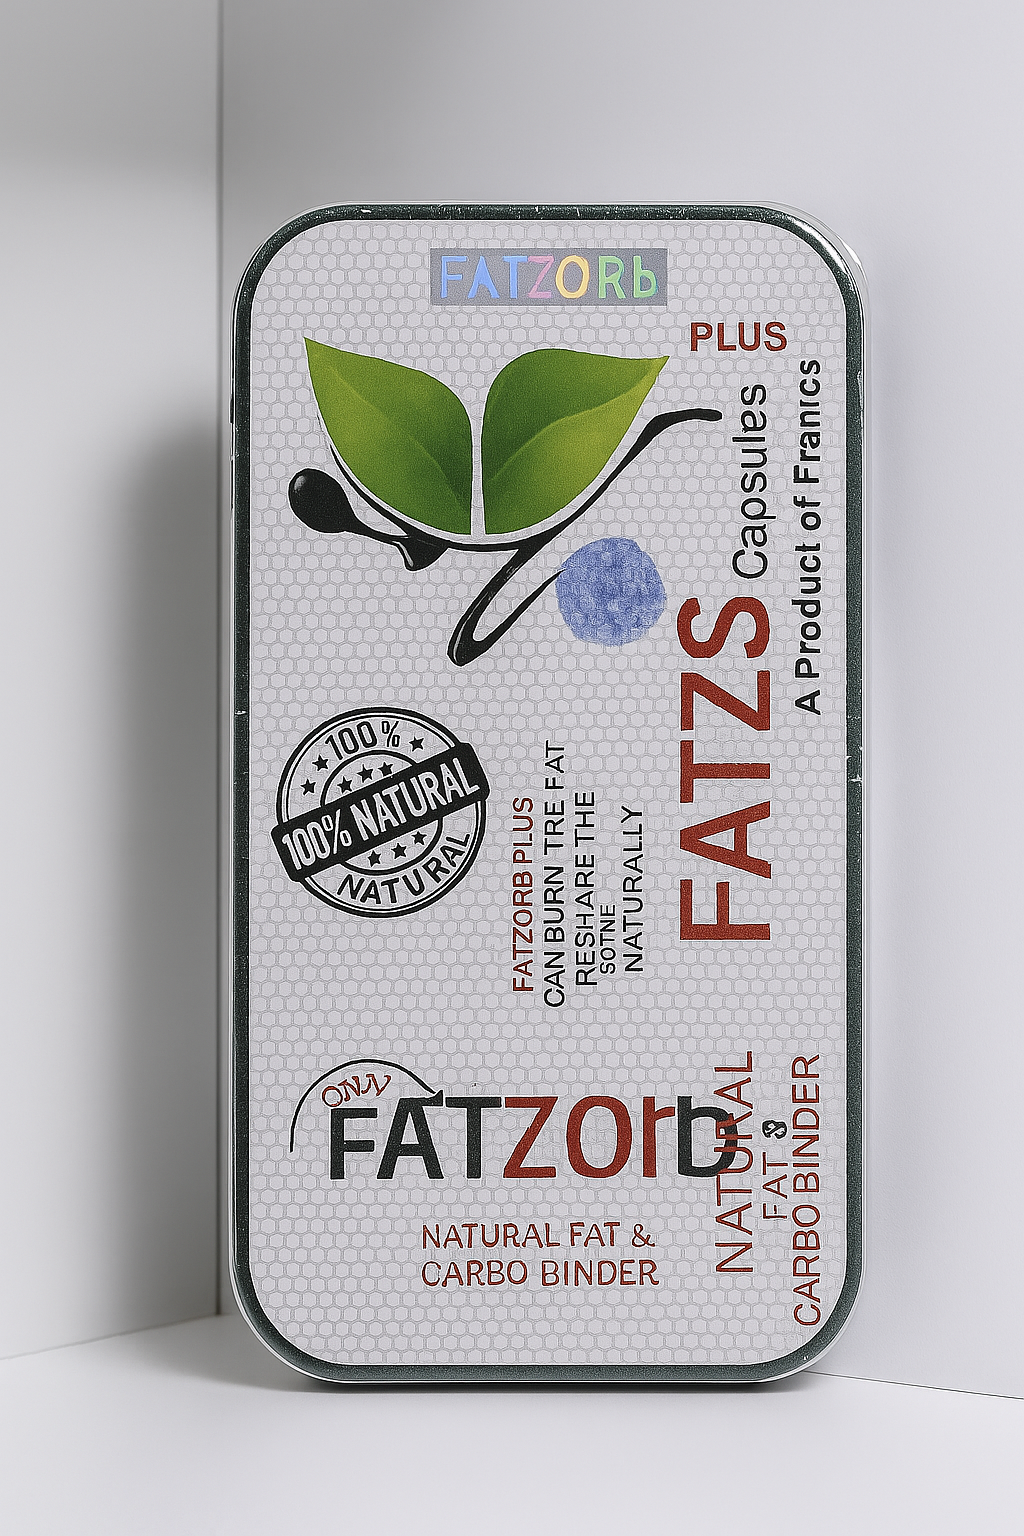 FATZORb
PLUS
FATZS Capsules
A Product of Franics
100%
100% NATURAL
NATURAL
FATZORB PLUS
CAN BURN TRE FAT
RESHARE THE
SOTNE
NATURALLY
FATZOrb
NATURAL FAT &
CARBO BINDER
NATURAL
FAT &
CARBO BINDER